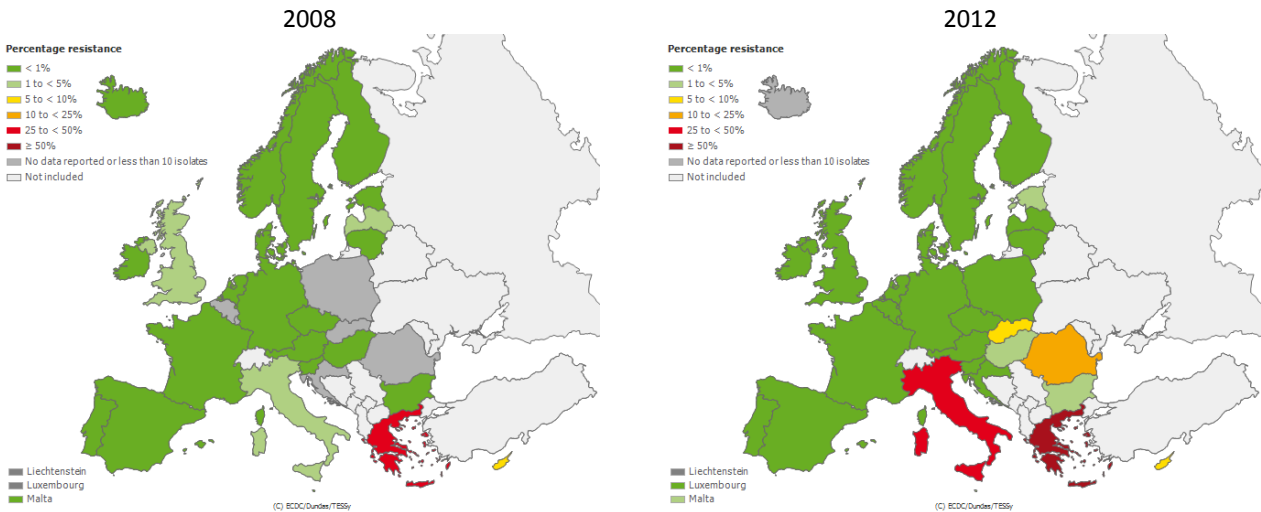 2008
Percentage resistance
< 1%
1 to < 5%
5 to < 10%
10 to < 25%
25 to < 50%
≥ 50%
No data reported or less than 10 isolates
Not included
Liechtenstein
Luxembourg
Malta
(C) ECDC/Dundas/TESSy
2012
Percentage resistance
< 1%
1 to < 5%
5 to < 10%
10 to < 25%
25 to < 50%
≥ 50%
No data reported or less than 10 isolates
Not included
Liechtenstein
Luxembourg
Malta
(C) ECDC/Dundas/TESSy